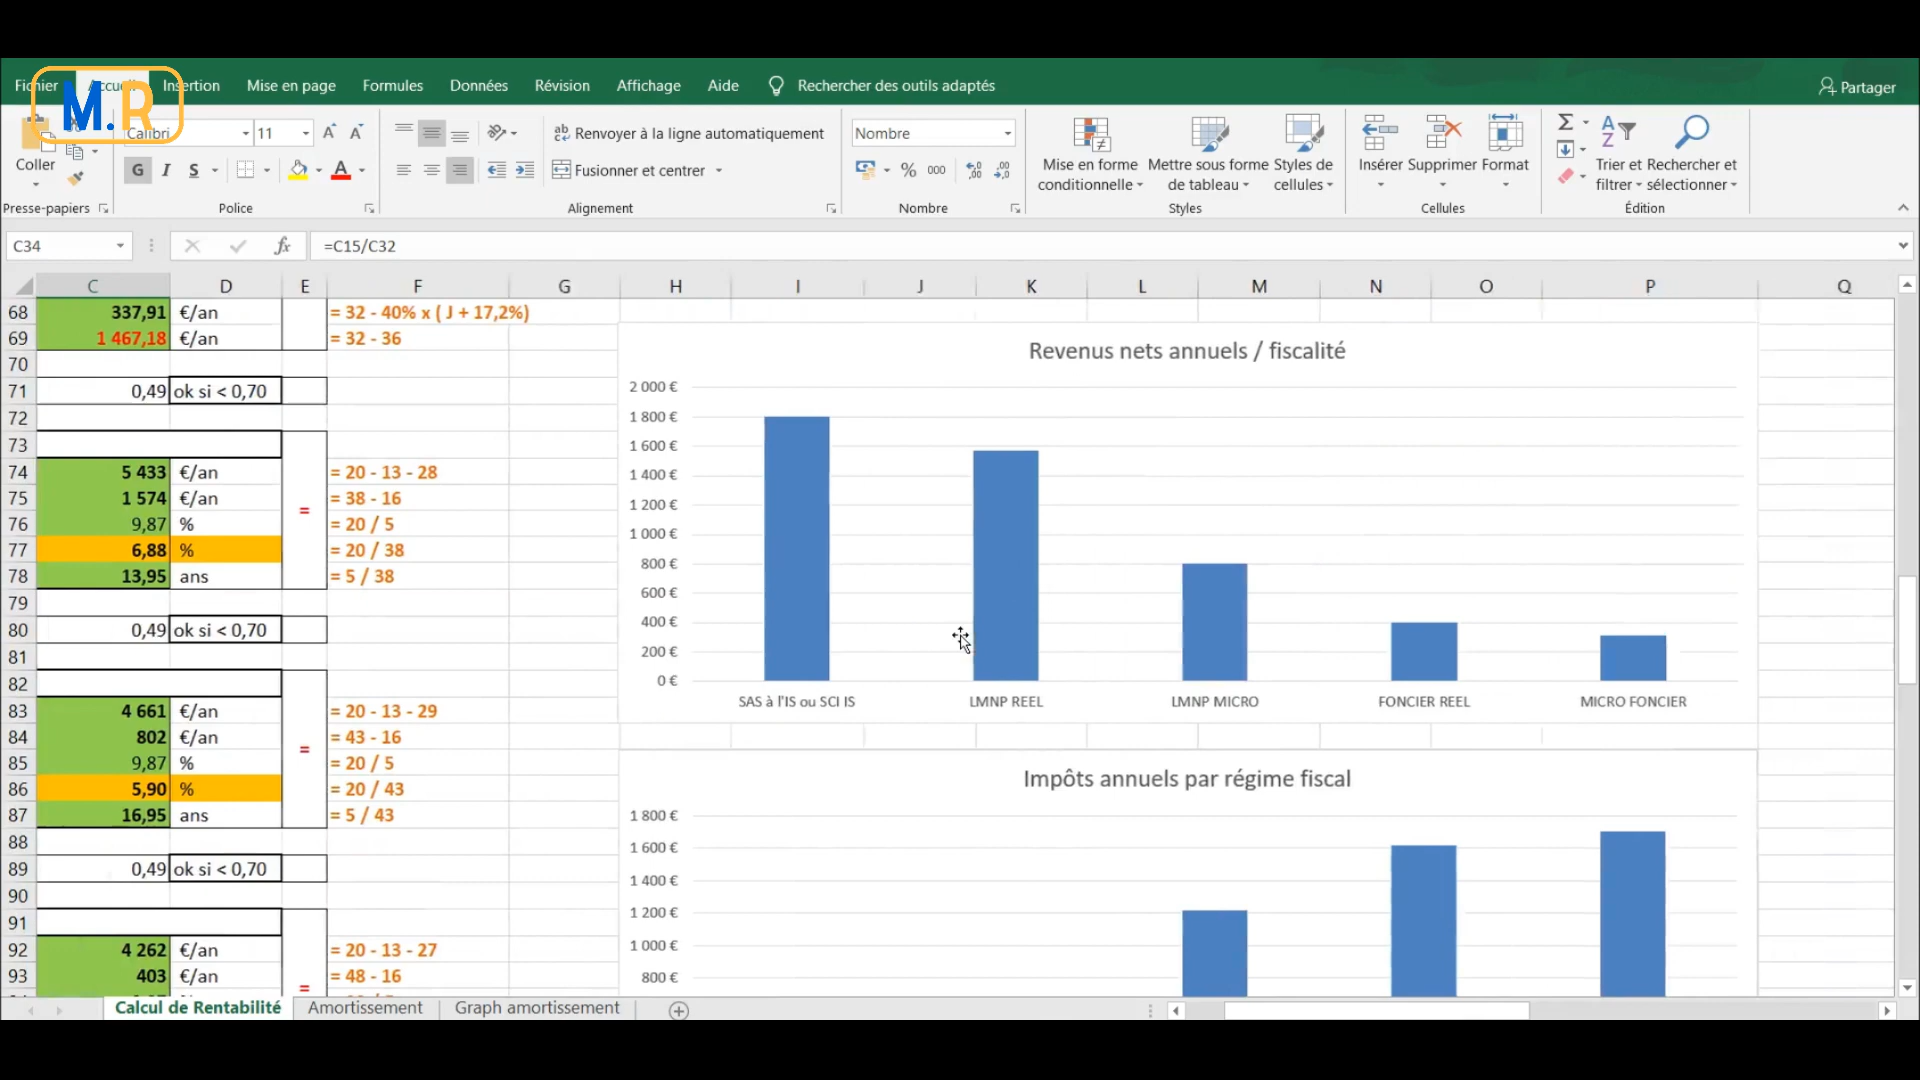 Fichier Accueil Insertion Mise en page Formules Données Révision Affichage Aide Rechercher des outils adaptés Partager
M.R
Calibri 11 Renvoyer à la ligne automatiquement Nombre
Coller G I S Fusionner et centrer % 000
Mise en forme conditionnelle
Mettre sous forme de tableau
Styles de cellules
Insérer Supprimer Format
Trier et filtrer
Rechercher et sélectionner
Presse-papiers Police Alignement Nombre Styles Cellules Édition
C34 fx =C15/C32
C D E F G H I J K L M N O P Q
68 337,91 €/an = 32 - 40% x ( J + 17,2%)
69 1 467,18 €/an = 32 - 36
70
71 0,49 ok si < 0,70
72
73
74 5 433 €/an = 20 - 13 - 28
75 1 574 €/an = 38 - 16
=
76 9,87 % = 20 / 5
77 6,88 % = 20 / 38
78 13,95 ans = 5 / 38
79
80 0,49 ok si < 0,70
81
82
83 4 661 €/an = 20 - 13 - 29
84 802 €/an = 43 - 16
=
85 9,87 % = 20 / 5
86 5,90 % = 20 / 43
87 16,95 ans = 5 / 43
88
89 0,49 ok si < 0,70
90
91
92 4 262 €/an = 20 - 13 - 27
93 403 €/an = 48 - 16
=
Revenus nets annuels / fiscalité
2 000 €
1 800 €
1 600 €
1 400 €
1 200 €
1 000 €
800 €
600 €
400 €
200 €
0 €
SAS à l'IS ou SCI IS LMNP REEL LMNP MICRO FONCIER REEL MICRO FONCIER
Impôts annuels par régime fiscal
1 800 €
1 600 €
1 400 €
1 200 €
1 000 €
800 €
Calcul de Rentabilité Amortissement Graph amortissement